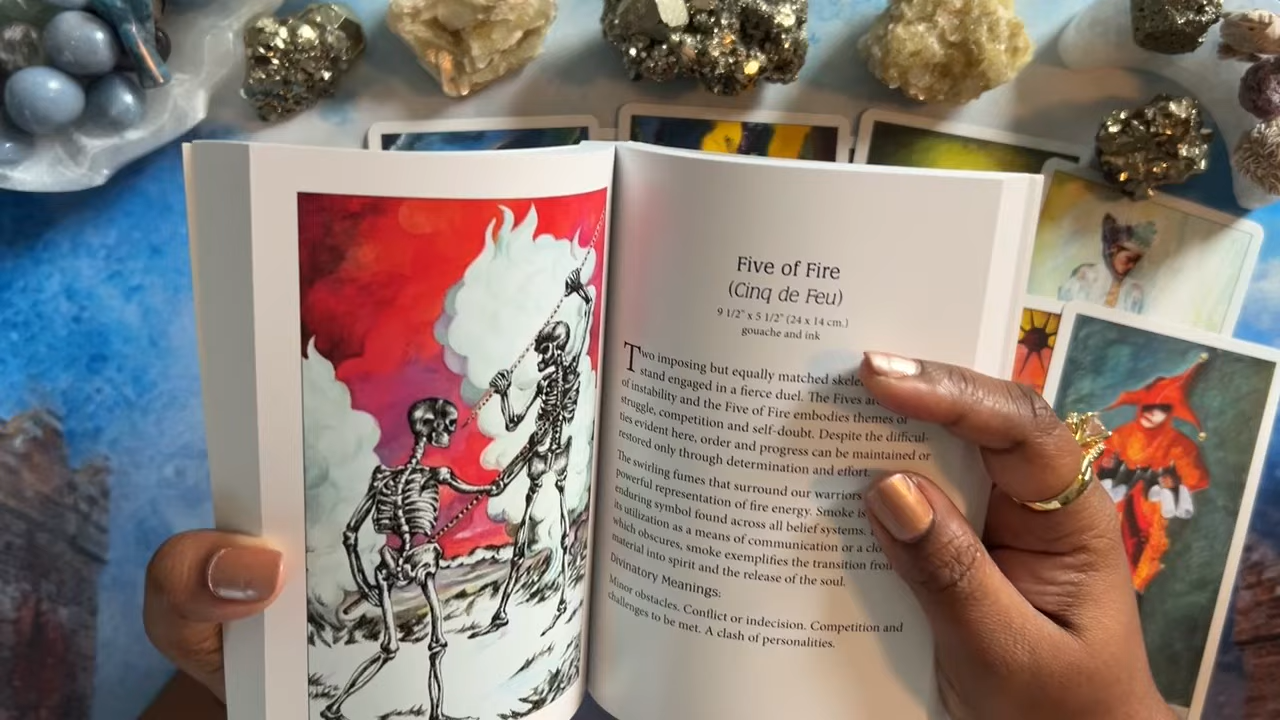 Five of Fire
(Cinq de Feu)
9 1/2" x 5 1/2" (24 x 14 cm.)
gouache and ink
Two imposing but equally matched
stand engaged in a fierce duel. The Fives
of instability and the Five of Fire embodies themes of
struggle, competition and self-doubt. Despite the difficul-
ties evident here, order and progress can be maintained or
restored only through determination and effort.
The swirling fumes that surround our warriors
powerful representation of fire energy. Smoke is
enduring symbol found across all belief systems.
its utilization as a means of communication or a
which obscures, smoke exemplifies the transition from
material into spirit and the release of the soul.
Divinatory Meanings:
Minor obstacles. Conflict or indecision. Competition and
challenges to be met. A clash of personalities.